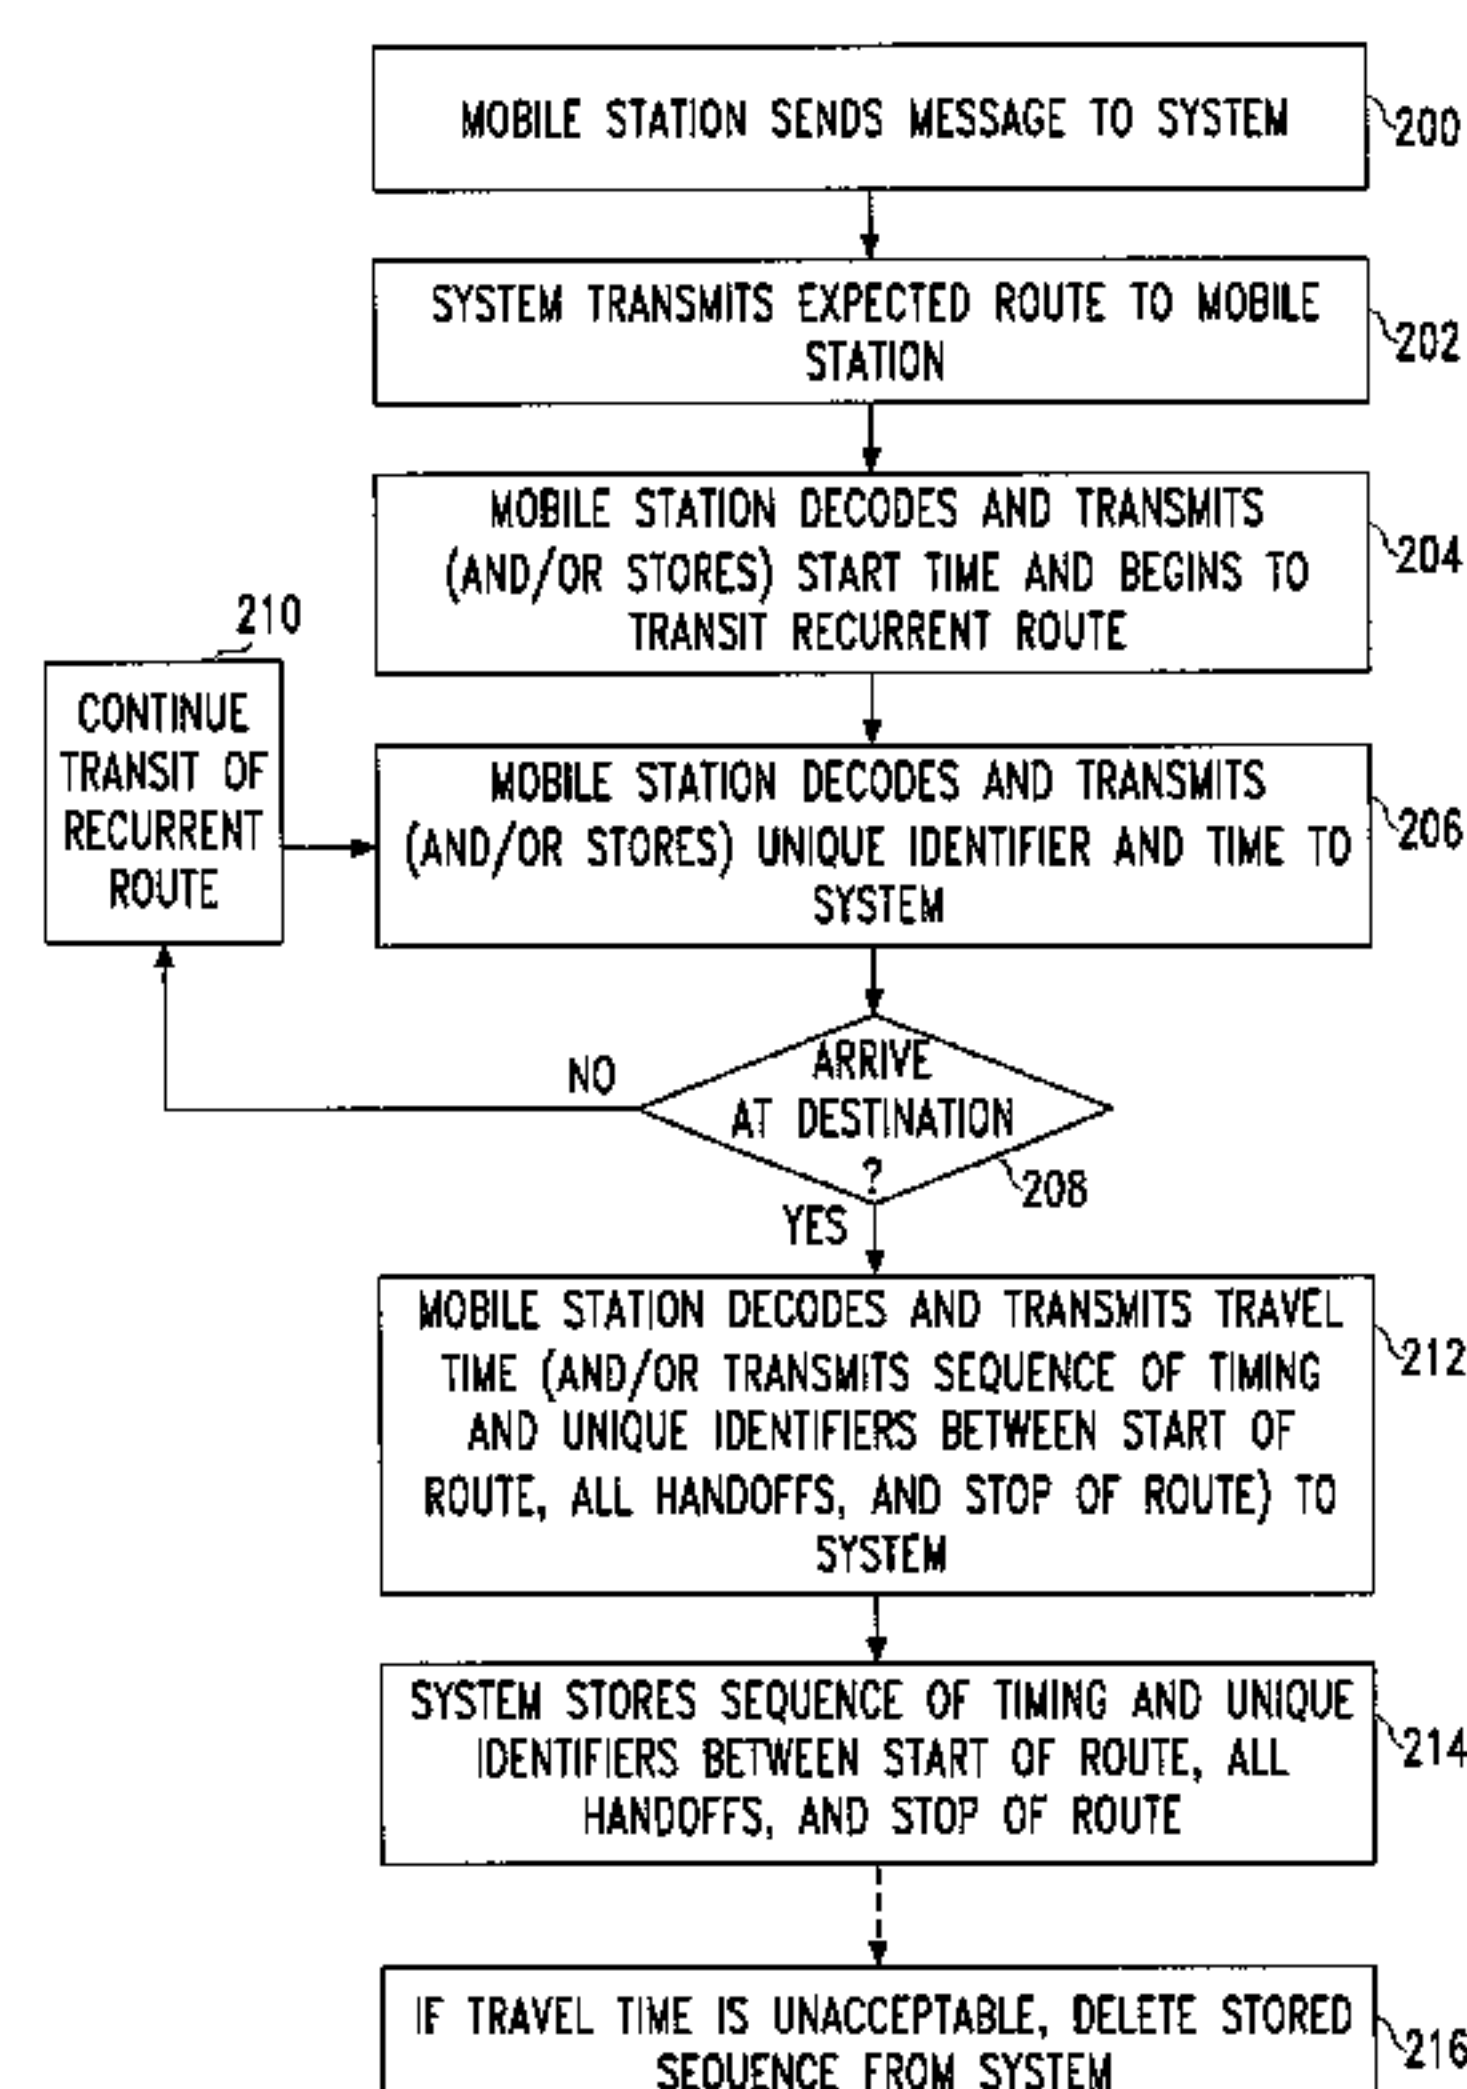 MOBILE STATION SENDS MESSAGE TO SYSTEM
200
SYSTEM TRANSMITS EXPECTED ROUTE TO MOBILE
STATION
202
MOBILE STATION DECODES AND TRANSMITS
(AND/OR STORES) START TIME AND BEGINS TO
TRANSIT RECURRENT ROUTE
204
210
CONTINUE
TRANSIT OF
RECURRENT
ROUTE
MOBILE STATION DECODES AND TRANSMITS
(AND/OR STORES) UNIQUE IDENTIFIER AND TIME TO
SYSTEM
206
ARRIVE
AT DESTINATION
?
208
NO
YES
MOBILE STATION DECODES AND TRANSMITS TRAVEL
TIME (AND/OR TRANSMITS SEQUENCE OF TIMING
AND UNIQUE IDENTIFIERS BETWEEN START OF
ROUTE, ALL HANDOFFS, AND STOP OF ROUTE) TO
SYSTEM
212
SYSTEM STORES SEQUENCE OF TIMING AND UNIQUE
IDENTIFIERS BETWEEN START OF ROUTE, ALL
HANDOFFS, AND STOP OF ROUTE
214
IF TRAVEL TIME IS UNACCEPTABLE, DELETE STORED
SEQUENCE FROM SYSTEM
216